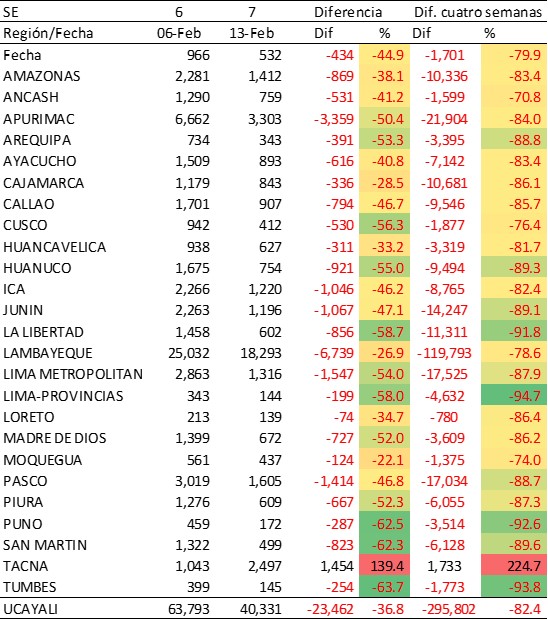 SE 6 7 Diferencia Dif. cuatro semanas
Región/Fecha 06-Feb 13-Feb Dif % Dif %
Fecha 966 532 -434 -44.9 -1,701 -79.9
AMAZONAS 2,281 1,412 -869 -38.1 -10,336 -83.4
ANCASH 1,290 759 -531 -41.2 -1,599 -70.8
APURIMAC 6,662 3,303 -3,359 -50.4 -21,904 -84.0
AREQUIPA 734 343 -391 -53.3 -3,395 -88.8
AYACUCHO 1,509 893 -616 -40.8 -7,142 -83.4
CAJAMARCA 1,179 843 -336 -28.5 -10,681 -86.1
CALLAO 1,701 907 -794 -46.7 -9,546 -85.7
CUSCO 942 412 -530 -56.3 -1,877 -76.4
HUANCAVELICA 938 627 -311 -33.2 -3,319 -81.7
HUANUCO 1,675 754 -921 -55.0 -9,494 -89.3
ICA 2,266 1,220 -1,046 -46.2 -8,765 -82.4
JUNIN 2,263 1,196 -1,067 -47.1 -14,247 -89.1
LA LIBERTAD 1,458 602 -856 -58.7 -11,311 -91.8
LAMBAYEQUE 25,032 18,293 -6,739 -26.9 -119,793 -78.6
LIMA METROPOLITAN 2,863 1,316 -1,547 -54.0 -17,525 -87.9
LIMA-PROVINCIAS 343 144 -199 -58.0 -4,632 -94.7
LORETO 213 139 -74 -34.7 -780 -86.4
MADRE DE DIOS 1,399 672 -727 -52.0 -3,609 -86.2
MOQUEGUA 561 437 -124 -22.1 -1,375 -74.0
PASCO 3,019 1,605 -1,414 -46.8 -17,034 -88.7
PIURA 1,276 609 -667 -52.3 -6,055 -87.3
PUNO 459 172 -287 -62.5 -3,514 -92.6
SAN MARTIN 1,322 499 -823 -62.3 -6,128 -89.6
TACNA 1,043 2,497 1,454 139.4 1,733 224.7
TUMBES 399 145 -254 -63.7 -1,773 -93.8
UCAYALI 63,793 40,331 -23,462 -36.8 -295,802 -82.4